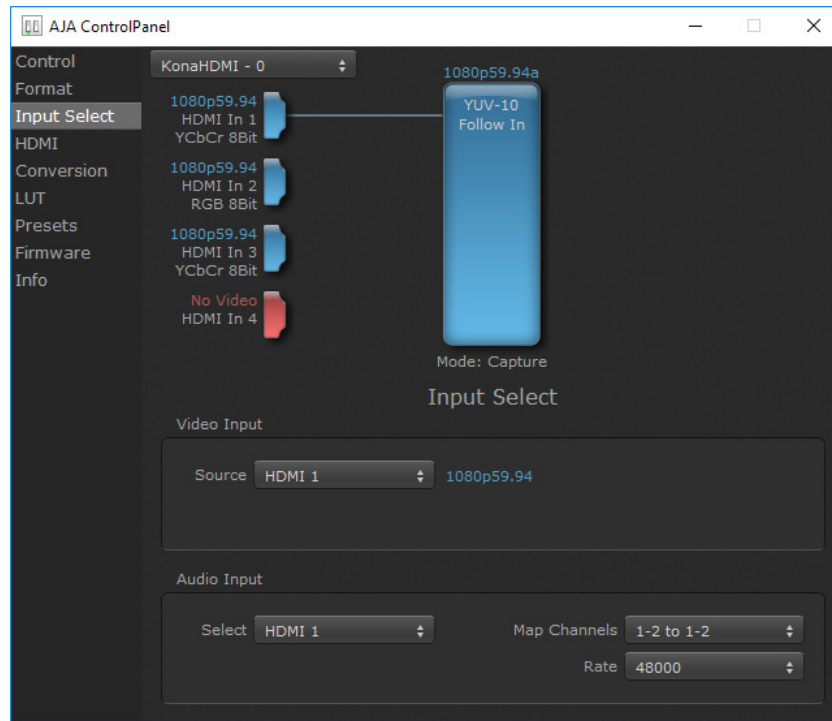 AJA ControlPanel
Control
Format
Input Select
HDMI
Conversion
LUT
Presets
Firmware
Info
KonaHDMI - 0
1080p59.94
HDMI In 1
YCbCr 8Bit
1080p59.94
HDMI In 2
RGB 8Bit
1080p59.94
HDMI In 3
YCbCr 8Bit
No Video
HDMI In 4
1080p59.94a
YUV-10
Follow In
Mode: Capture
Input Select
Video Input
Source HDMI 1 1080p59.94
Audio Input
Select HDMI 1 Map Channels 1-2 to 1-2
Rate 48000